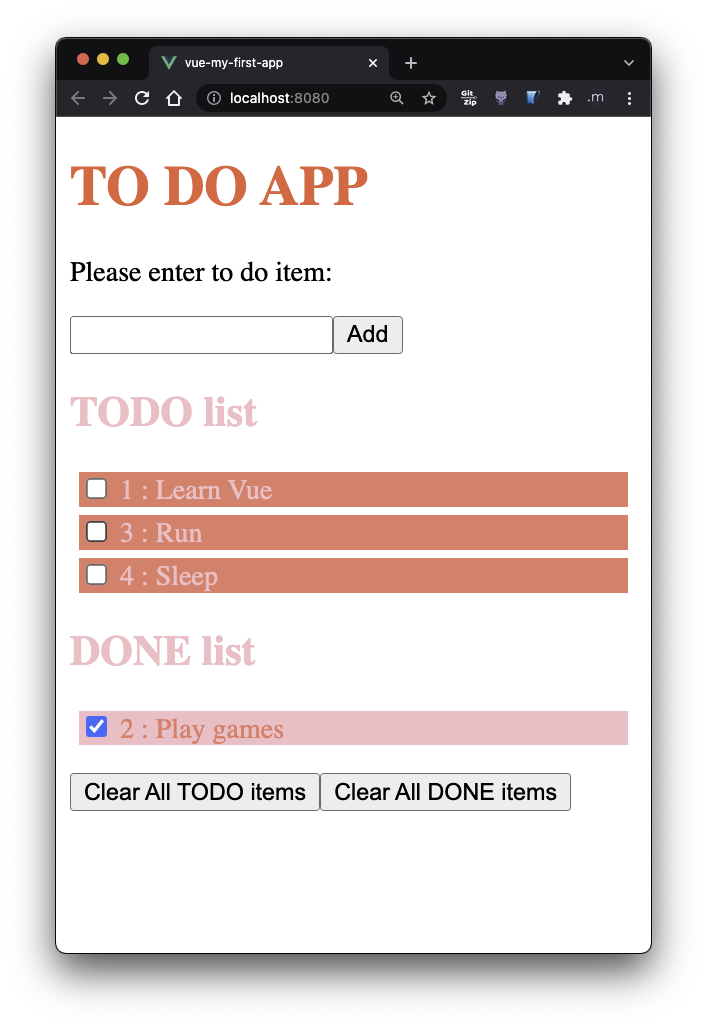 vue-my-first-app
localhost:8080
Git
Zip
.m
TO DO APP
Please enter to do item:
Add
TODO list
1 : Learn Vue
3 : Run
4 : Sleep
DONE list
2 : Play games
Clear All TODO items
Clear All DONE items